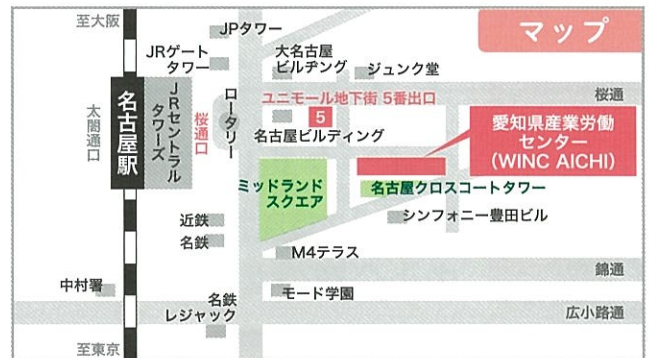 至大阪
JPタワー
マップ
JRゲート
タワー
大名古屋
ビルヂング
ジュンク堂
桜通
ユニモール地下街 5番出口
5
名古屋ビルディング
愛知県産業労働
センター
(WINC AICHI)
太閤通口
名古屋駅
JRセントラル
タワーズ
桜通口
ロータリー
ミッドランド
スクエア
名古屋クロスコートタワー
シンフォニー豊田ビル
近鉄
名鉄
M4テラス
錦通
中村署
名鉄
レジャック
モード学園
広小路通
至東京